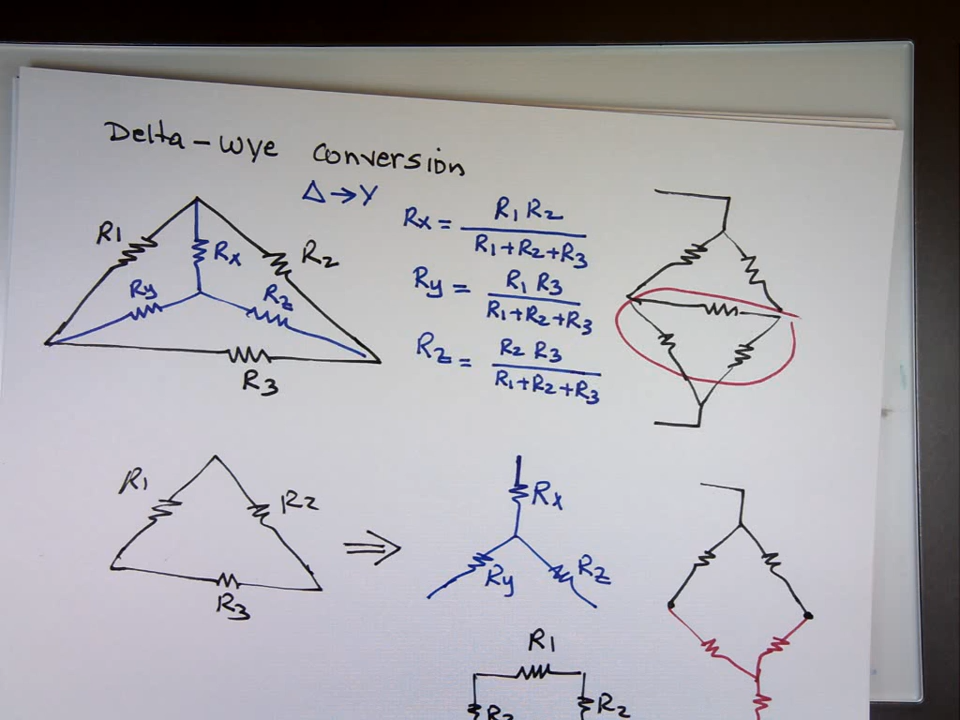 Delta-Wye conversion
Δ → Y
R1
Rx
R2
Ry
Rz
R3
Rx = R1 R2 / R1+R2+R3
Ry = R1 R3 / R1+R2+R3
Rz = R2 R3 / R1+R2+R3
R1
R2
R3
⇒
Rx
Ry
Rz
R1
R2